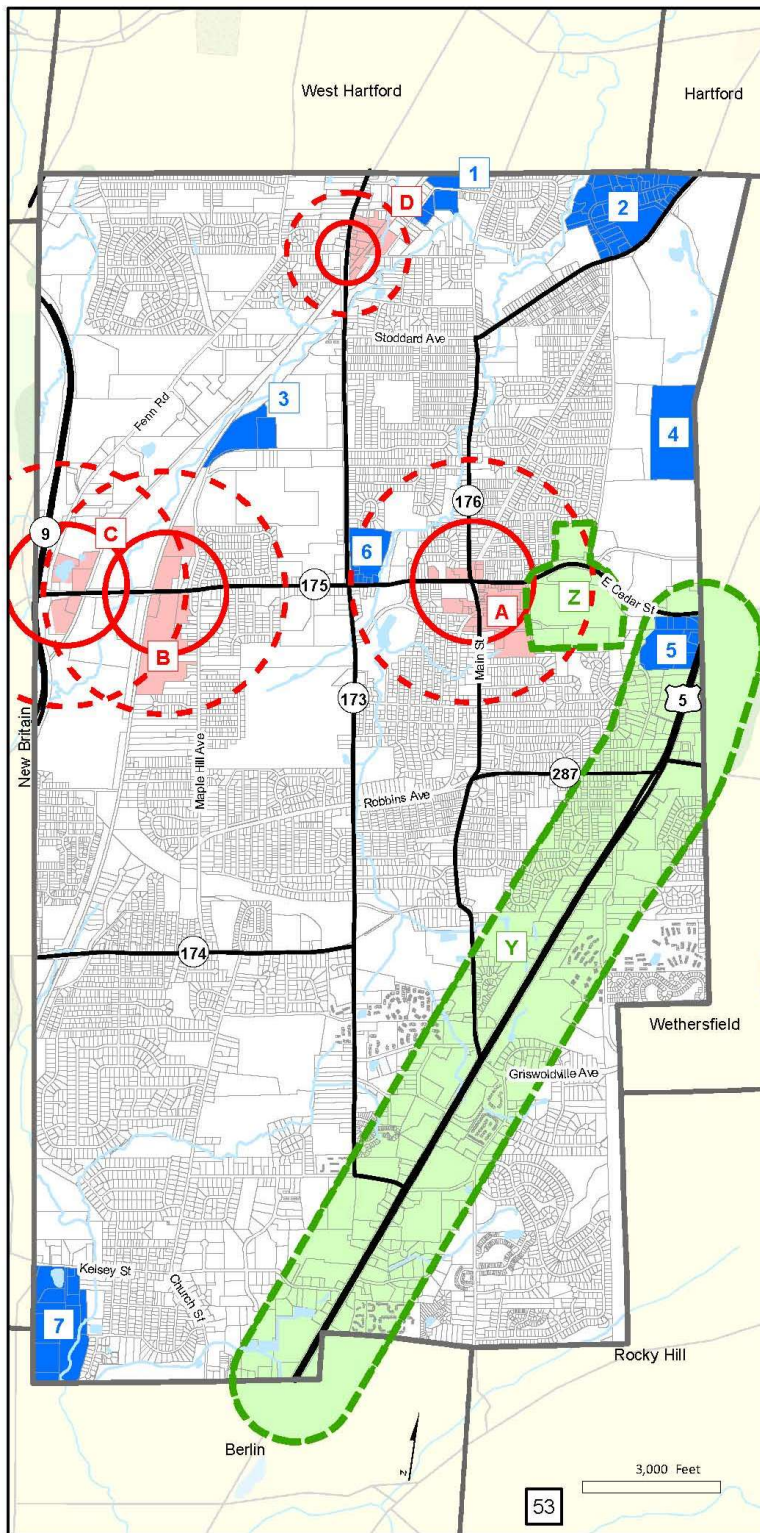 West Hartford
Hartford
1
D
2
Stoddard Ave
Fenn Rd
3
4
176
9
C
6
175
E Cedar St
Z
A
B
Main St
5
173
5
New Britain
Maple Hill Ave
287
Robbins Ave
174
Y
Wethersfield
Griswoldville Ave
Kelsey St
Church St
7
Rocky Hill
Berlin
z
3,000 Feet
53